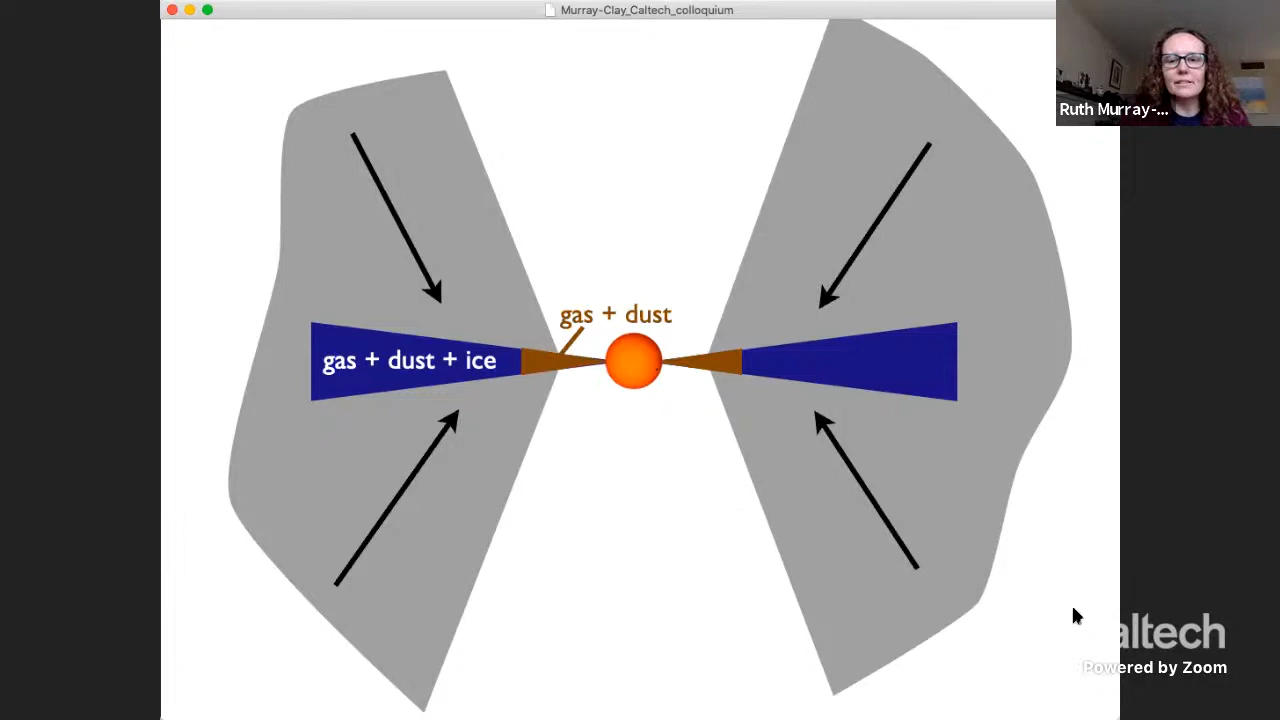 Murray-Clay_Caltech_colloquium
Ruth Murray-...
gas + dust
gas + dust + ice
altech
Powered by Zoom